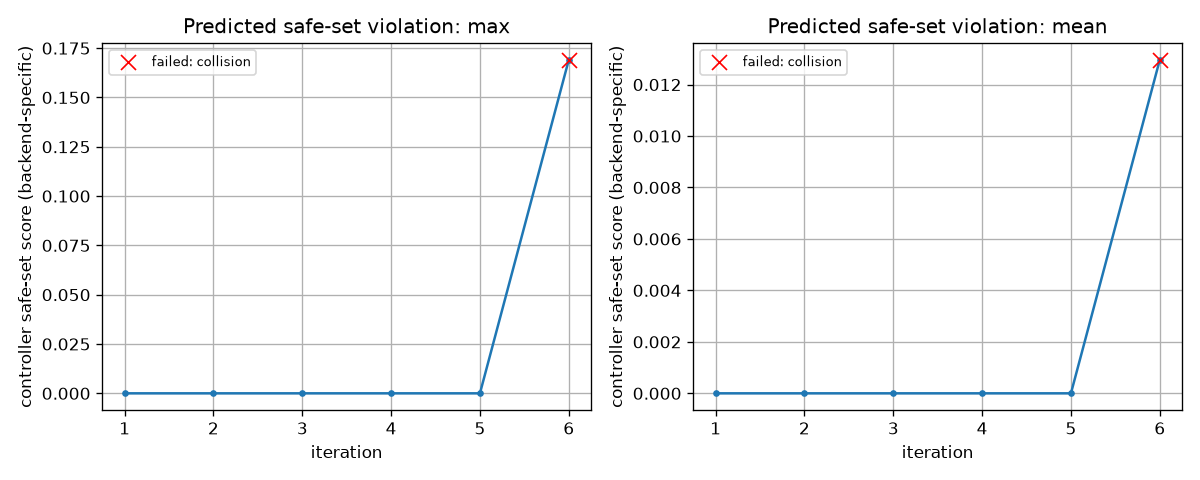 Predicted safe-set violation: max
controller safe-set score (backend-specific)
0.175
0.150
0.125
0.100
0.075
0.050
0.025
0.000
failed: collision
1 2 3 4 5 6
iteration
Predicted safe-set violation: mean
controller safe-set score (backend-specific)
0.012
0.010
0.008
0.006
0.004
0.002
0.000
failed: collision
1 2 3 4 5 6
iteration